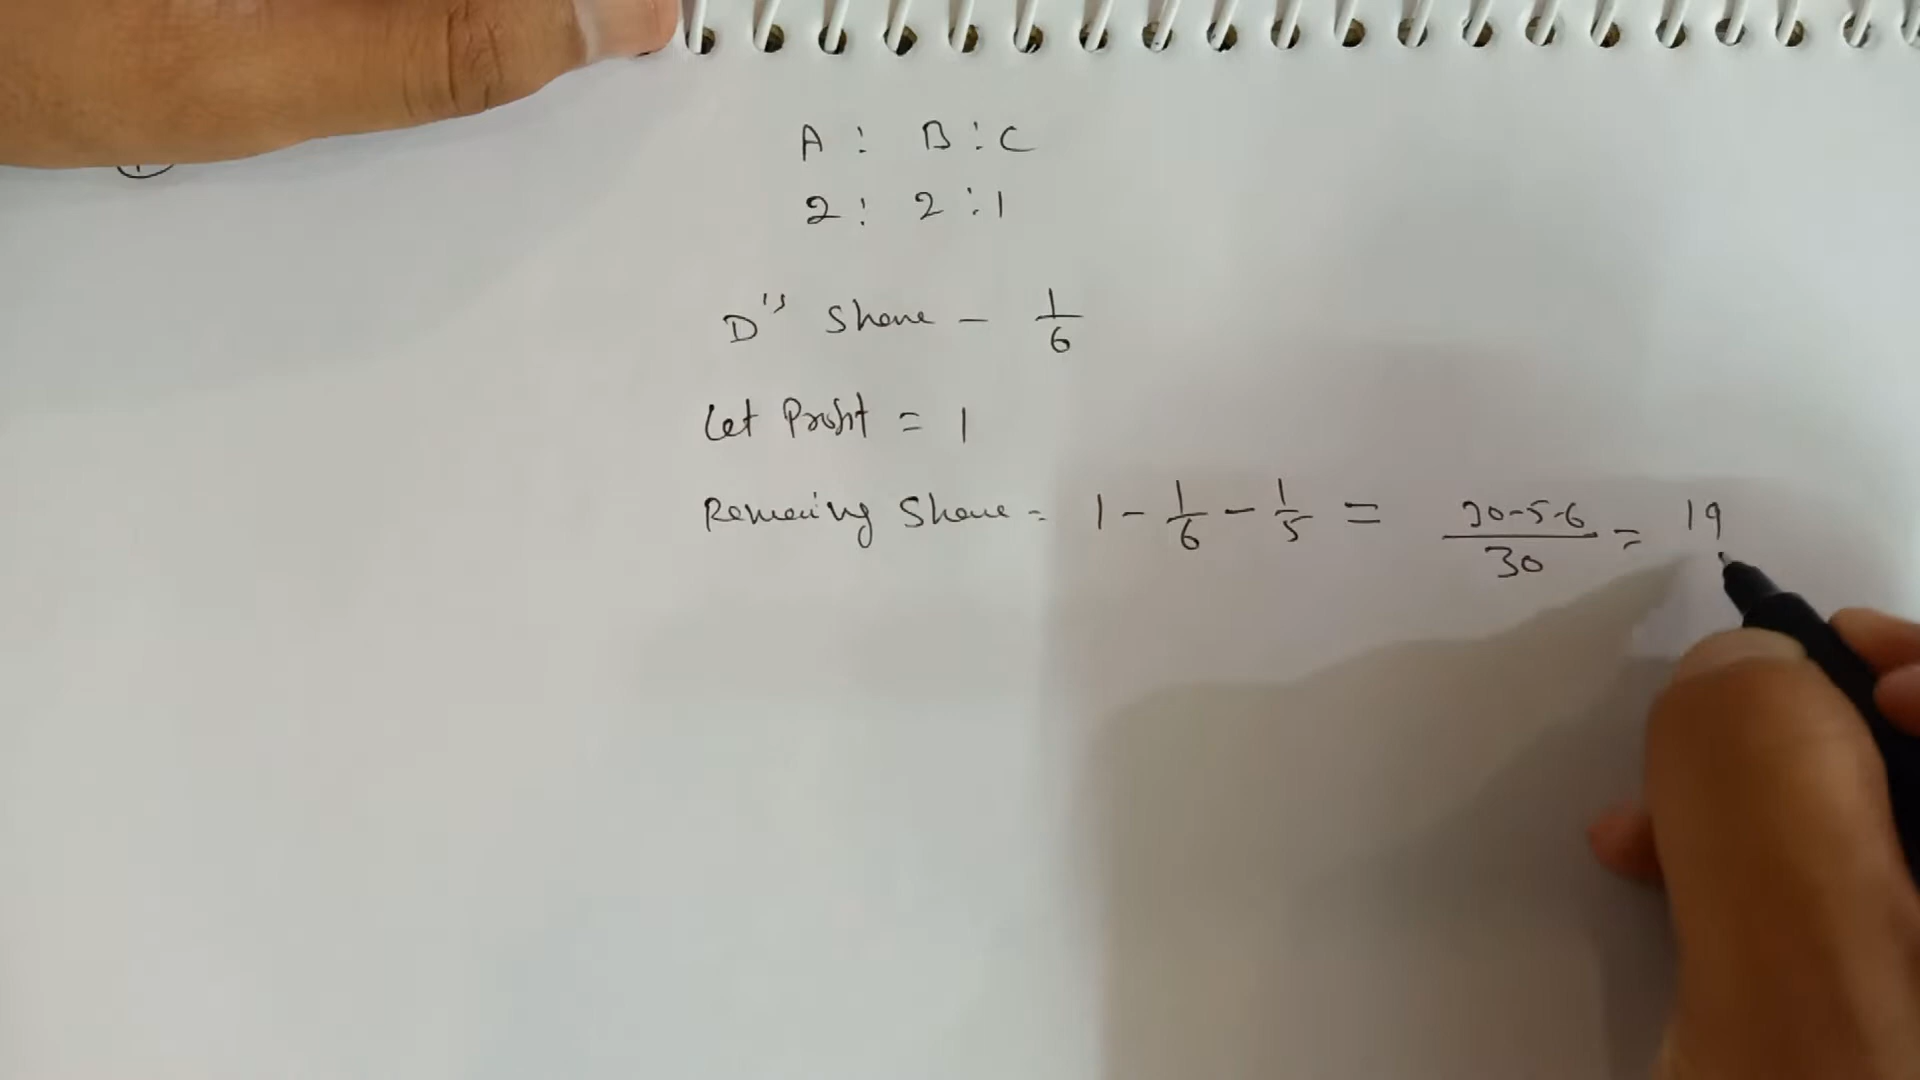 A : B : C
2 : 2 : 1
D's Share - 1/6
Let Profit = 1
Remaining Share = 1 - 1/6 - 1/5 = 30-5-6/30 = 19